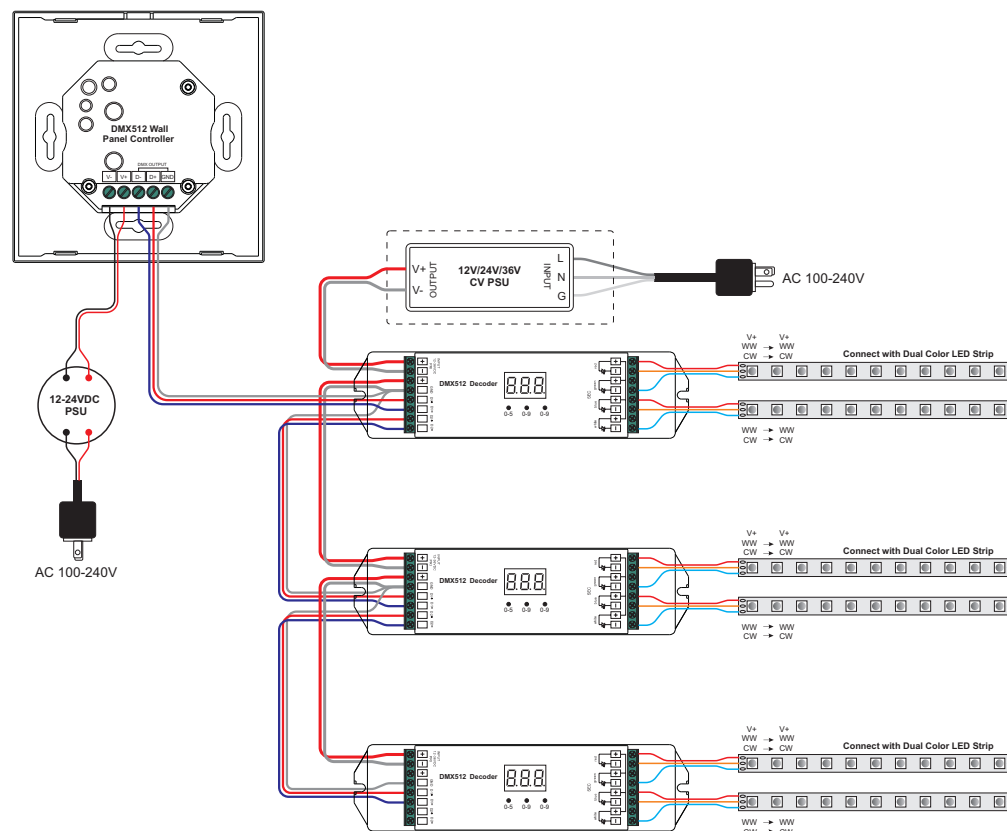 DMX512 Wall
Panel Controller
DMX OUTPUT
V- V+ D- D+ GND
12-24VDC
PSU
AC 100-240V
V+
V-
OUTPUT
12V/24V/36V
CV PSU
INPUT
L
N
G
AC 100-240V
DMX512 Decoder
0-5 0-9 0-9
V+ V+
WW → WW
CW → CW
Connect with Dual Color LED Strip
WW → WW
CW → CW
DMX512 Decoder
0-5 0-9 0-9
V+ V+
WW → WW
CW → CW
Connect with Dual Color LED Strip
WW → WW
CW → CW
DMX512 Decoder
0-5 0-9 0-9
V+ V+
WW → WW
CW → CW
Connect with Dual Color LED Strip
WW → WW
CW → CW